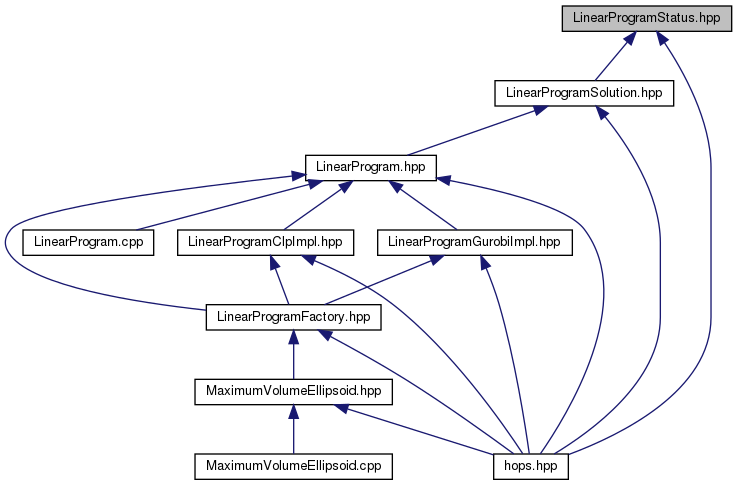 LinearProgramStatus.hpp
LinearProgramSolution.hpp
LinearProgram.hpp
LinearProgram.cpp
LinearProgramClpImpl.hpp
LinearProgramGurobiImpl.hpp
LinearProgramFactory.hpp
MaximumVolumeEllipsoid.hpp
MaximumVolumeEllipsoid.cpp
hops.hpp